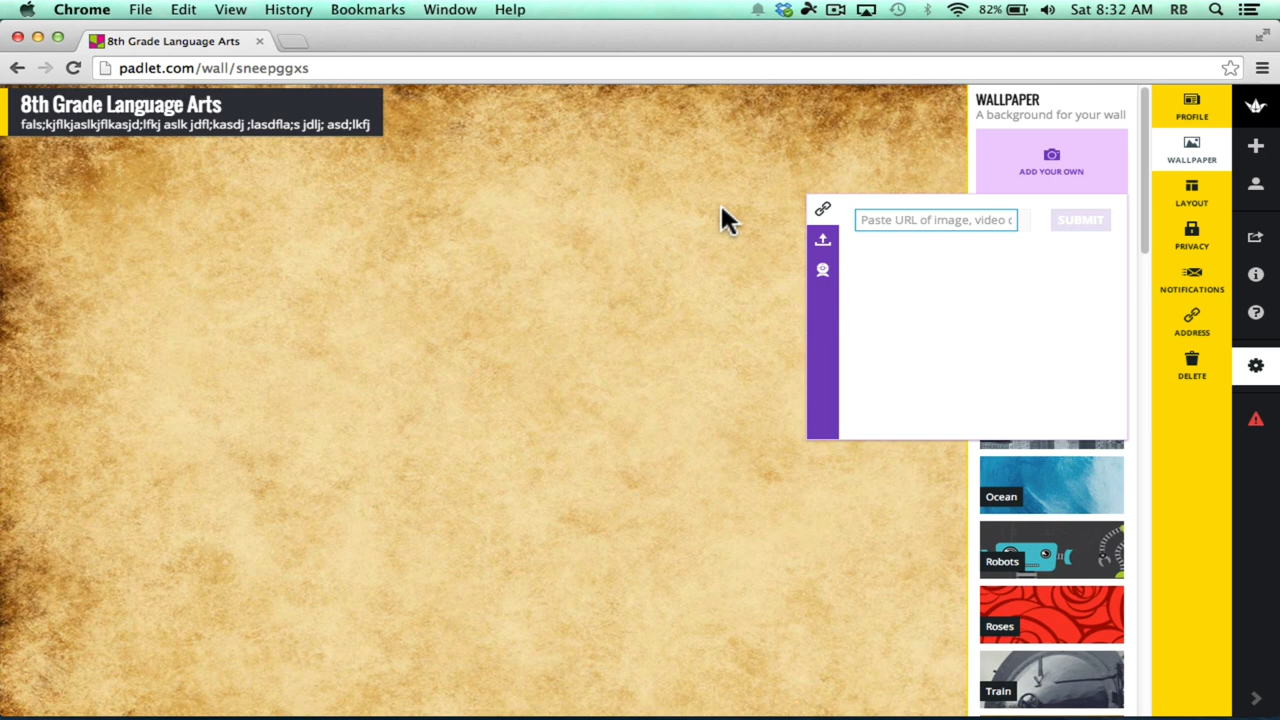 Chrome File Edit View History Bookmarks Window Help 82% Sat 8:32 AM RB
8th Grade Language Arts
padlet.com/wall/sneepggxs
8th Grade Language Arts
fals;kjflkjaslkjflkasjd;lfkj aslk jdfl;kasdj ;lasdfla;s jdlj; asd;lkfj
WALLPAPER
A background for your wall
ADD YOUR OWN
Paste URL of image, video
SUBMIT
Ocean
Robots
Roses
Train
PROFILE
WALLPAPER
LAYOUT
PRIVACY
NOTIFICATIONS
ADDRESS
DELETE